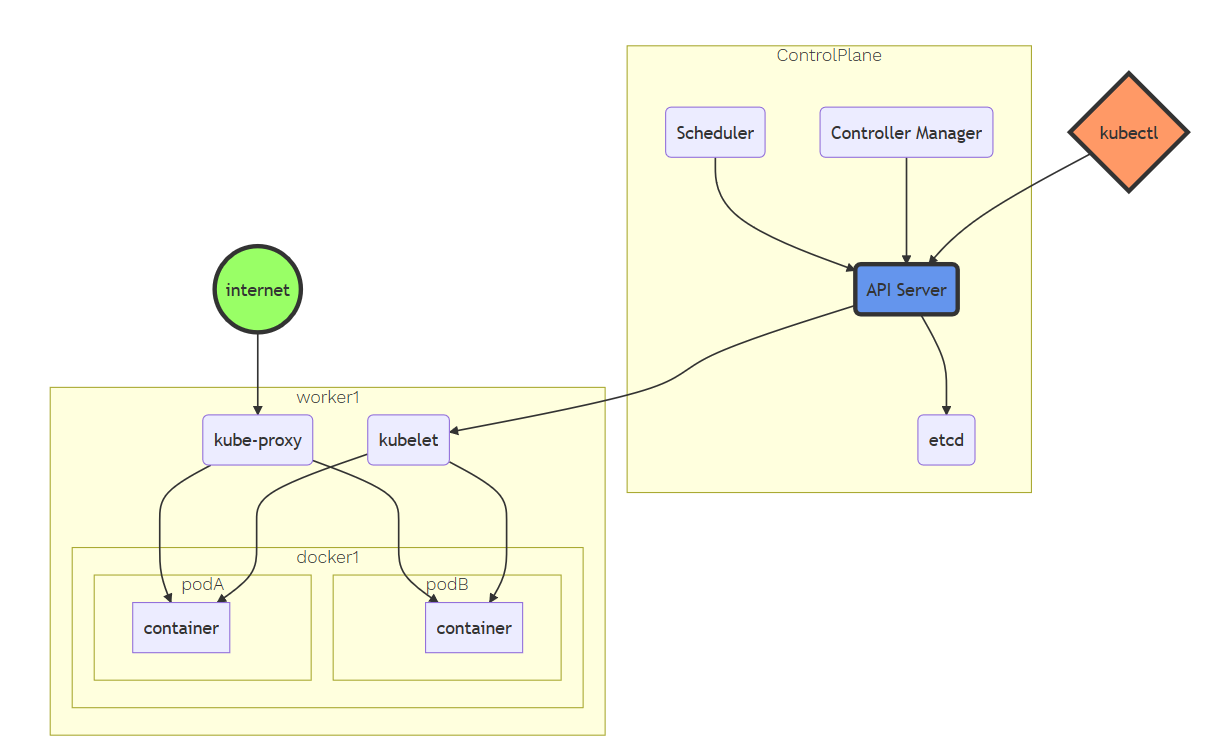 ControlPlane
Scheduler
Controller Manager
kubectl
internet
API Server
worker1
kube-proxy
kubelet
etcd
docker1
podA
podB
container
container